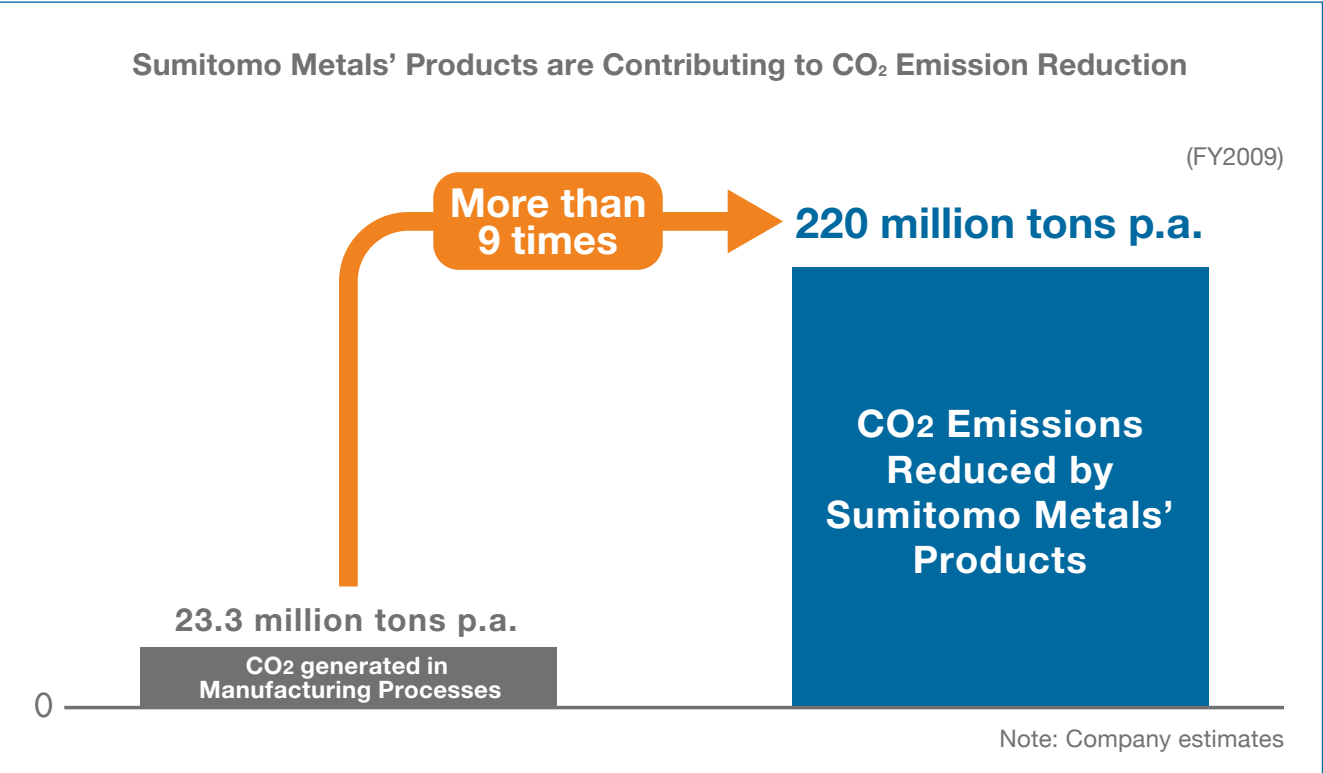 Sumitomo Metals’ Products are Contributing to CO₂ Emission Reduction
(FY2009)
More than
9 times
220 million tons p.a.
CO2 Emissions
Reduced by
Sumitomo Metals’
Products
23.3 million tons p.a.
CO2 generated in
Manufacturing Processes
0
Note: Company estimates